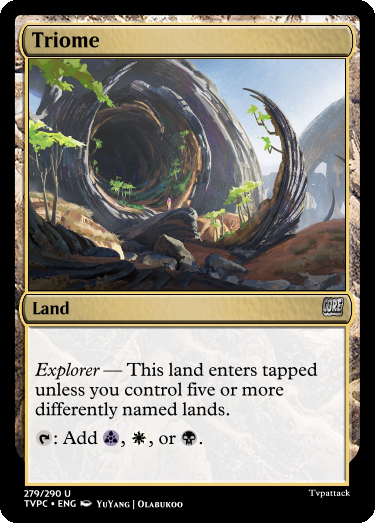 Triome
Land
CORE
Explorer — This land enters tapped
unless you control five or more
differently named lands.
: Add , , or .
279/290 U
Tvpattack
TVPC • ENG YuYang | Olabukoo